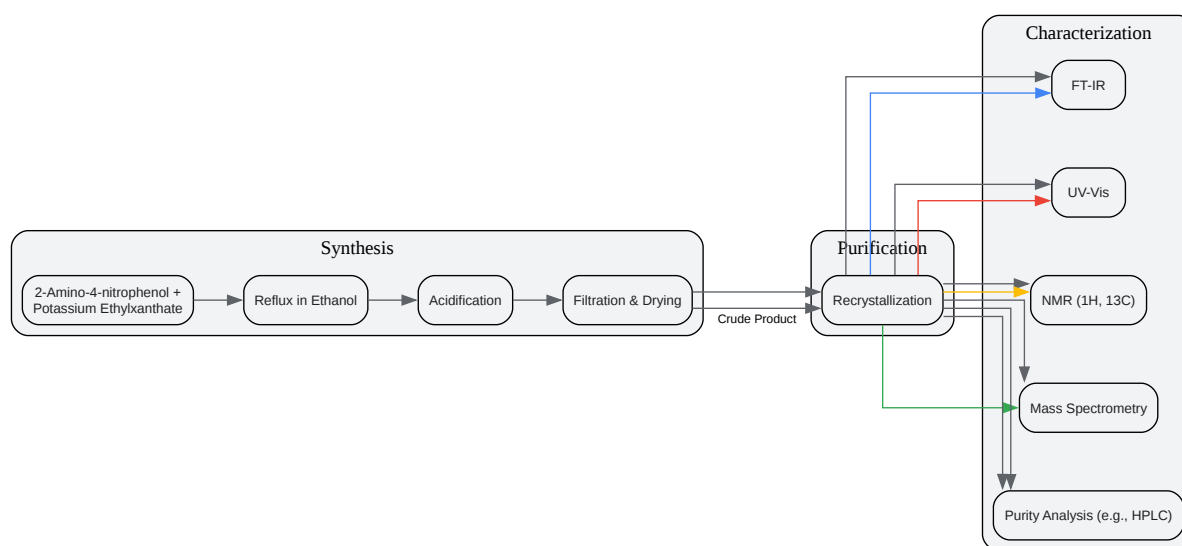 Characterization
FT-IR
UV-Vis
Synthesis
Purification
2-Amino-4-nitrophenol +
Potassium Ethylxanthate
Reflux in Ethanol
Acidification
Filtration & Drying
Crude Product
Recrystallization
NMR (1H, 13C)
Mass Spectrometry
Purity Analysis (e.g., HPLC)